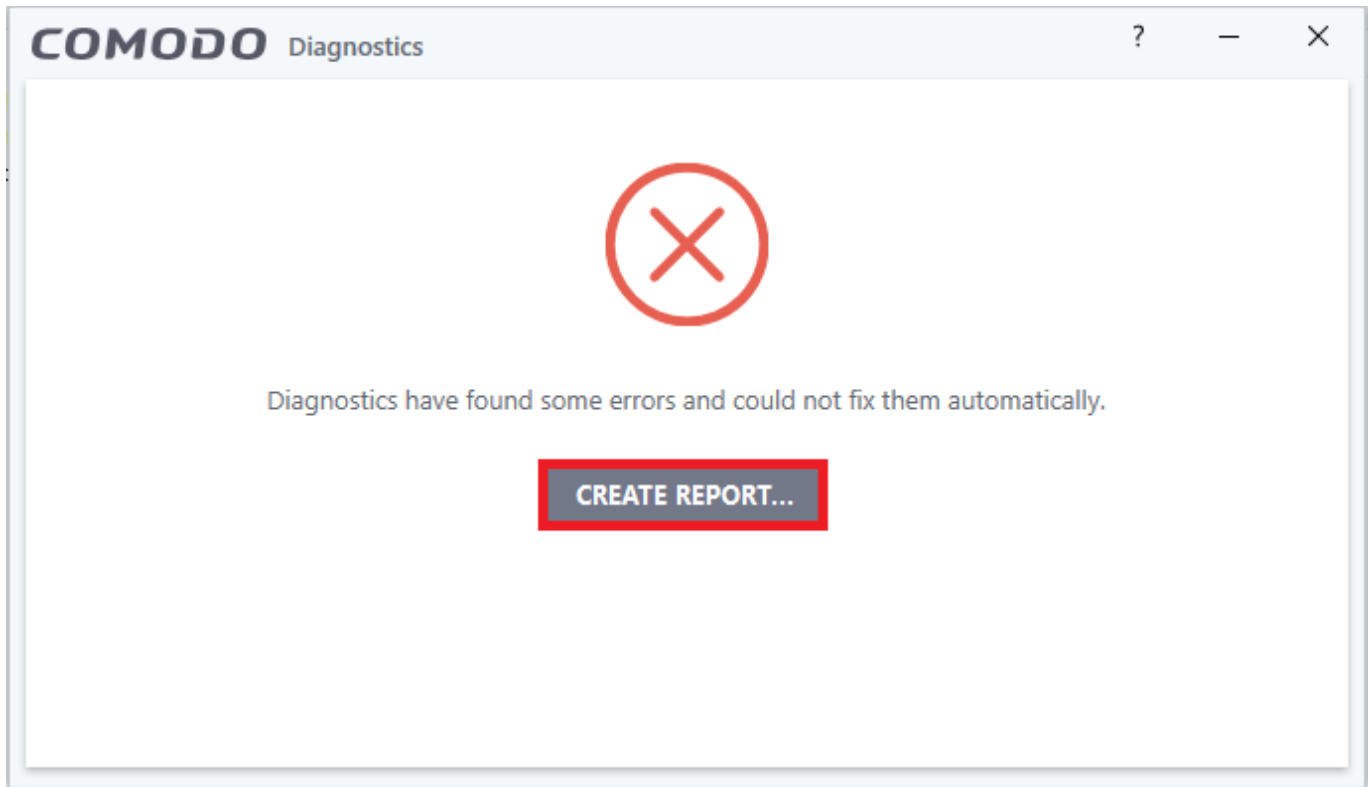 COMODO Diagnostics
?
Diagnostics have found some errors and could not fix them automatically.
CREATE REPORT...